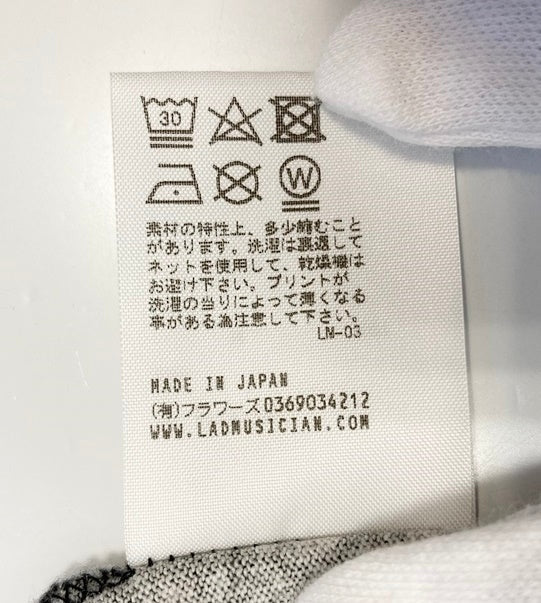 30
W
素材の特性上、多少縮むこと
があります。洗濯は裏返して
ネットを使用して、乾燥機は
お避け下さい。プリントが
洗濯の当りによって薄くなる
事がある為注意して下さい。
LM-03
MADE IN JAPAN
(有)フラワーズ0369034212
WWW.LADMUSICIAN.COM